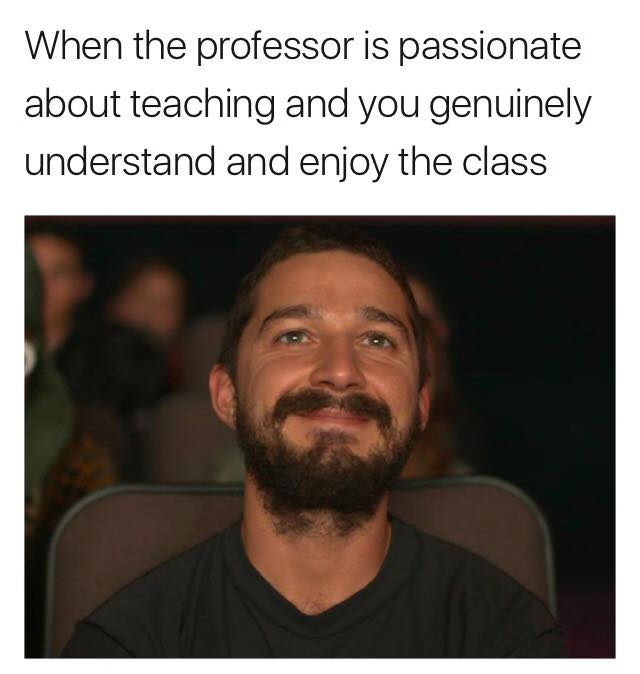 When the professor is passionate
about teaching and you genuinely
understand and enjoy the class